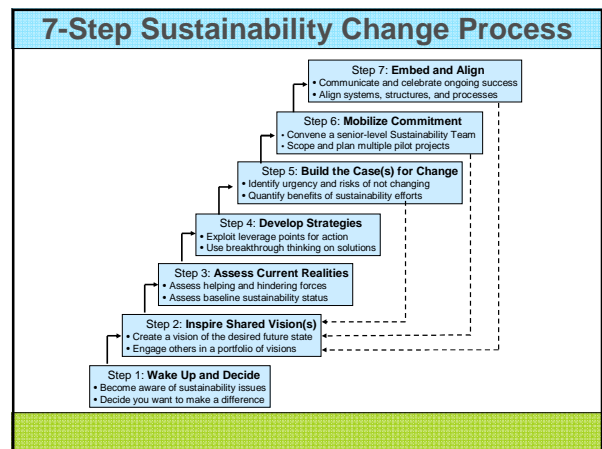 7-Step Sustainability Change Process
Step 7: Embed and Align
• Communicate and celebrate ongoing success
• Align systems, structures, and processes
Step 6: Mobilize Commitment
• Convene a senior-level Sustainability Team
• Scope and plan multiple pilot projects
Step 5: Build the Case(s) for Change
• Identify urgency and risks of not changing
• Quantify benefits of sustainability efforts
Step 4: Develop Strategies
• Exploit leverage points for action
• Use breakthrough thinking on solutions
Step 3: Assess Current Realities
• Assess helping and hindering forces
• Assess baseline sustainability status
Step 2: Inspire Shared Vision(s)
• Create a vision of the desired future state
• Engage others in a portfolio of visions
Step 1: Wake Up and Decide
• Become aware of sustainability issues
• Decide you want to make a difference